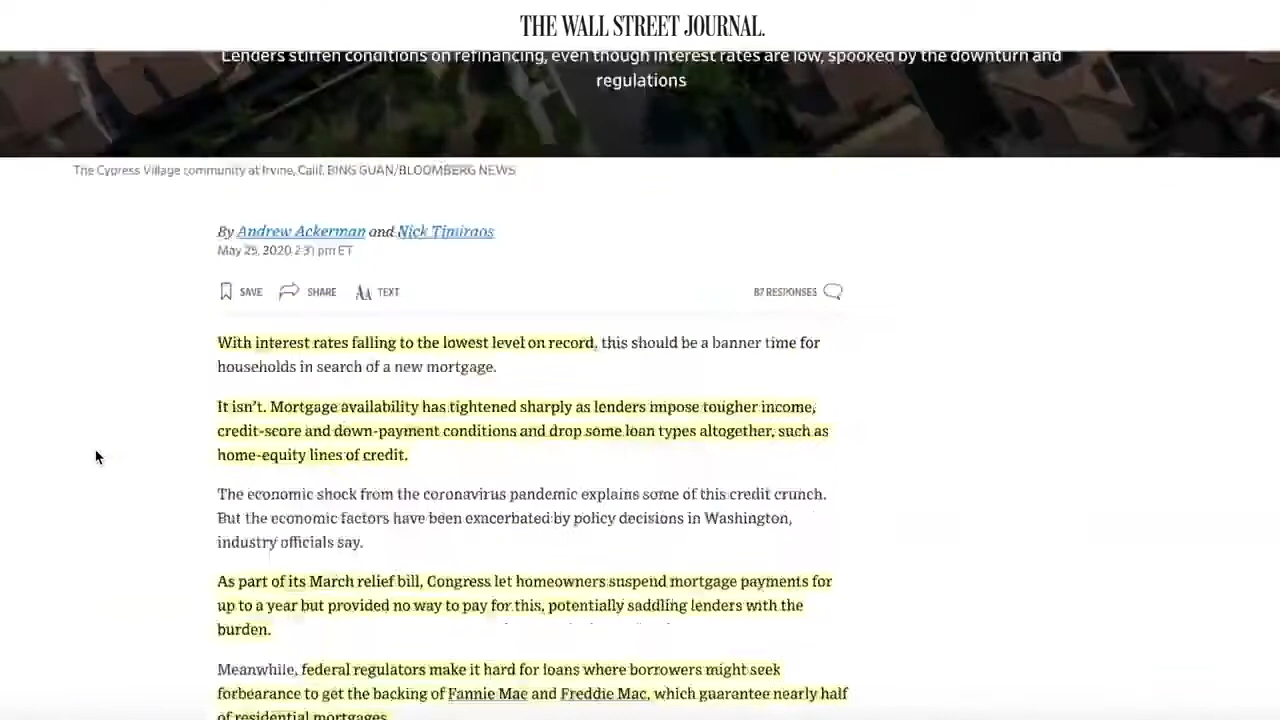 THE WALL STREET JOURNAL.
Lenders stiffen conditions on refinancing, even though interest rates are low, spooked by the downturn and
regulations
The Cypress Village community at Irvine, Calif. BING GUAN/BLOOMBERG NEWS
By Andrew Ackerman and Nick Timiraos
May 25, 2020 2:31 pm ET
SAVE SHARE TEXT 87 RESPONSES
With interest rates falling to the lowest level on record, this should be a banner time for
households in search of a new mortgage.
It isn't. Mortgage availability has tightened sharply as lenders impose tougher income,
credit-score and down-payment conditions and drop some loan types altogether, such as
home-equity lines of credit.
The economic shock from the coronavirus pandemic explains some of this credit crunch.
But the economic factors have been exacerbated by policy decisions in Washington,
industry officials say.
As part of its March relief bill, Congress let homeowners suspend mortgage payments for
up to a year but provided no way to pay for this, potentially saddling lenders with the
burden.
Meanwhile, federal regulators make it hard for loans where borrowers might seek
forbearance to get the backing of Fannie Mae and Freddie Mac, which guarantee nearly half
of residential mortgages.